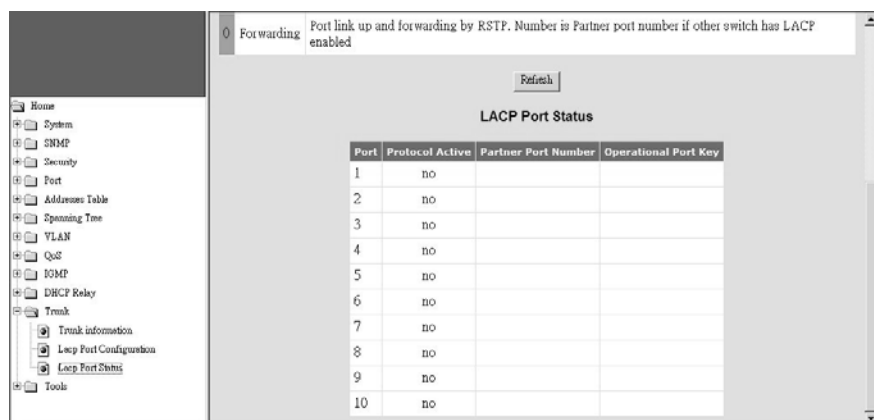 0 Forwarding Port link up and forwarding by RSTP. Number is Partner port number if other switch has LACP
enabled
Refresh
LACP Port Status
Port Protocol Active Partner Port Number Operational Port Key
1 no
2 no
3 no
4 no
5 no
6 no
7 no
8 no
9 no
10 no
Home
System
SNMP
Security
Port
Addresses Table
Spanning Tree
VLAN
QoS
IGMP
DHCP Relay
Trunk
Trunk information
Lacp Port Configuration
Lacp Port Status
Tools